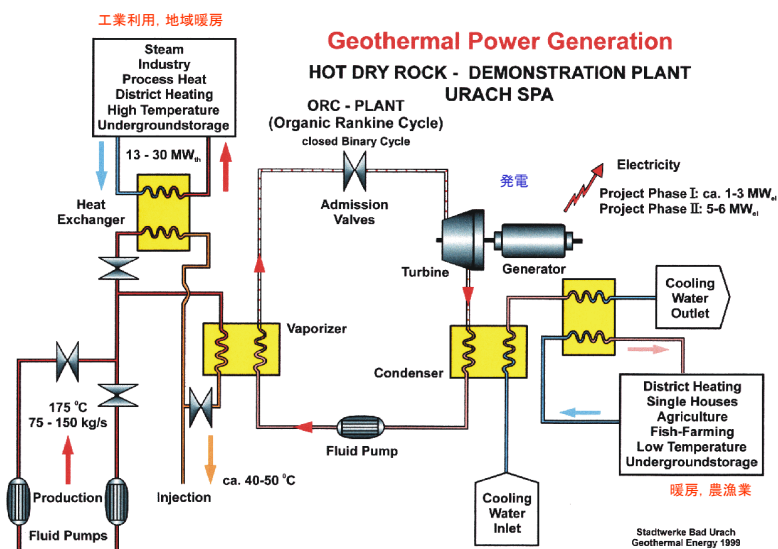 工業利用, 地域暖房
Steam
Industry
Process Heat
District Heating
High Temperature
Undergroundstorage
Geothermal Power Generation
HOT DRY ROCK - DEMONSTRATION PLANT
URACH SPA
ORC - PLANT
(Organic Rankine Cycle)
closed Binary Cycle
13 - 30 MWth
Heat
Exchanger
Admission
Valves
発電
Electricity
Project Phase I: ca. 1-3 MWel
Project Phase II: 5-6 MWel
Turbine
Generator
Cooling
Water
Outlet
Vaporizer
Condenser
175 °C
75 - 150 kg/s
District Heating
Single Houses
Agriculture
Fish-Farming
Low Temperature
Undergroundstorage
Fluid Pump
ca. 40-50 °C
Production
Injection
Fluid Pumps
Cooling
Water
Inlet
暖房, 農漁業
Stadtwerke Bad Urach
Geothermal Energy 1999